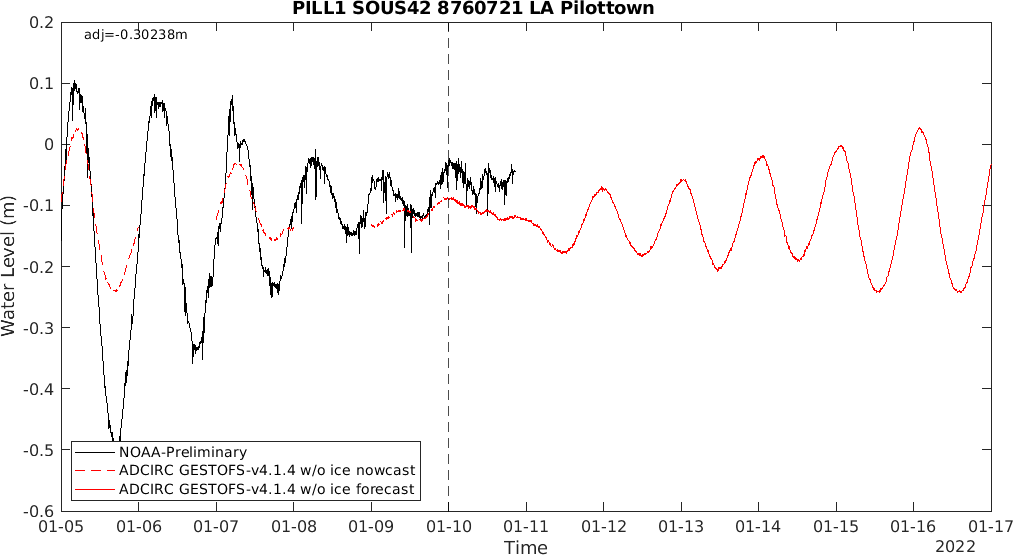 PILL1 SOUS42 8760721 LA Pilottown
adj=-0.30238m
0.2
0.1
0
-0.1
-0.2
-0.3
-0.4
-0.5
-0.6
Water Level (m)
NOAA-Preliminary
ADCIRC GESTOFS-v4.1.4 w/o ice nowcast
ADCIRC GESTOFS-v4.1.4 w/o ice forecast
01-05 01-06 01-07 01-08 01-09 01-10 01-11 01-12 01-13 01-14 01-15 01-16 01-17
Time
2022